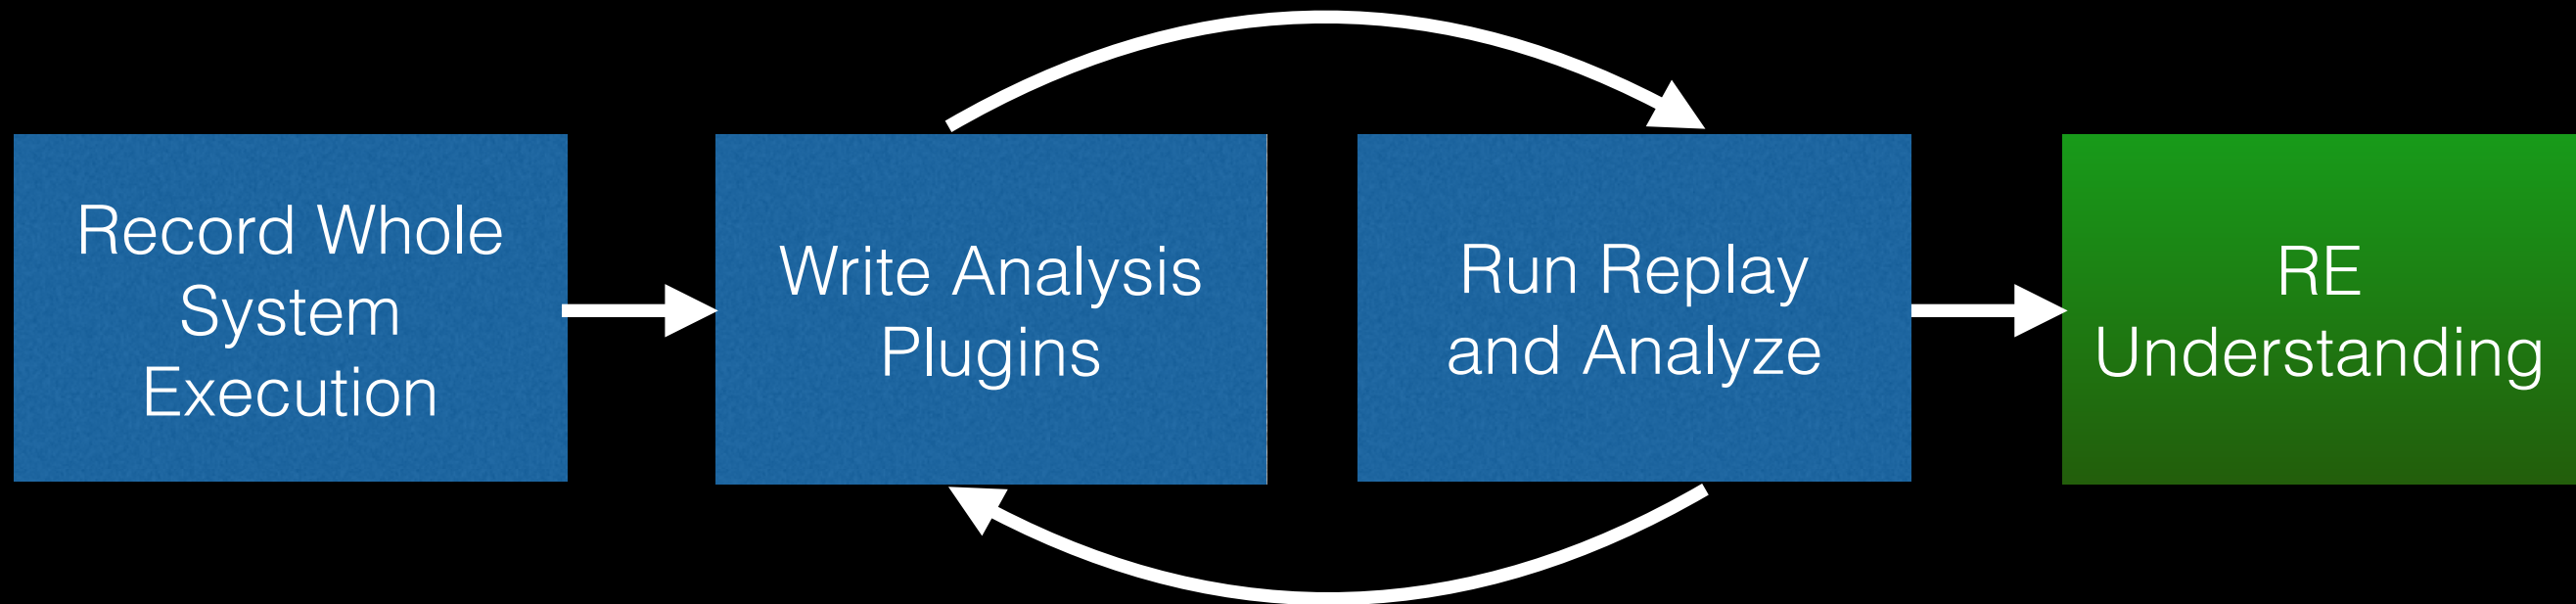 Record Whole
System
Execution
Write Analysis
Plugins
Run Replay
and Analyze
RE
Understanding